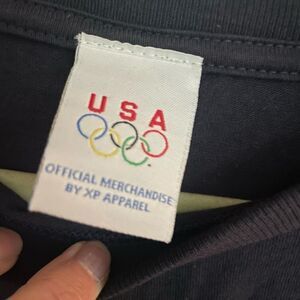 USA
OFFICIAL MERCHANDISE
BY XP APPAREL